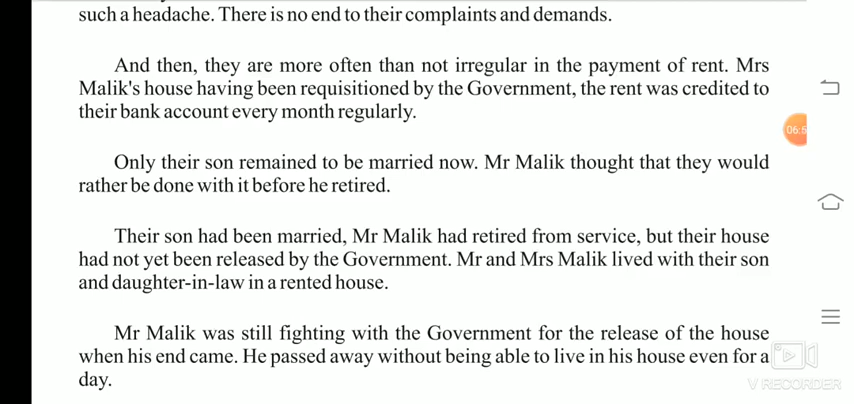 such a headache. There is no end to their complaints and demands.
And then, they are more often than not irregular in the payment of rent. Mrs
Malik's house having been requisitioned by the Government, the rent was credited to
their bank account every month regularly.
Only their son remained to be married now. Mr Malik thought that they would
rather be done with it before he retired.
Their son had been married, Mr Malik had retired from service, but their house
had not yet been released by the Government. Mr and Mrs Malik lived with their son
and daughter-in-law in a rented house.
Mr Malik was still fighting with the Government for the release of the house
when his end came. He passed away without being able to live in his house even for a
day.
06:5
V RECORDER